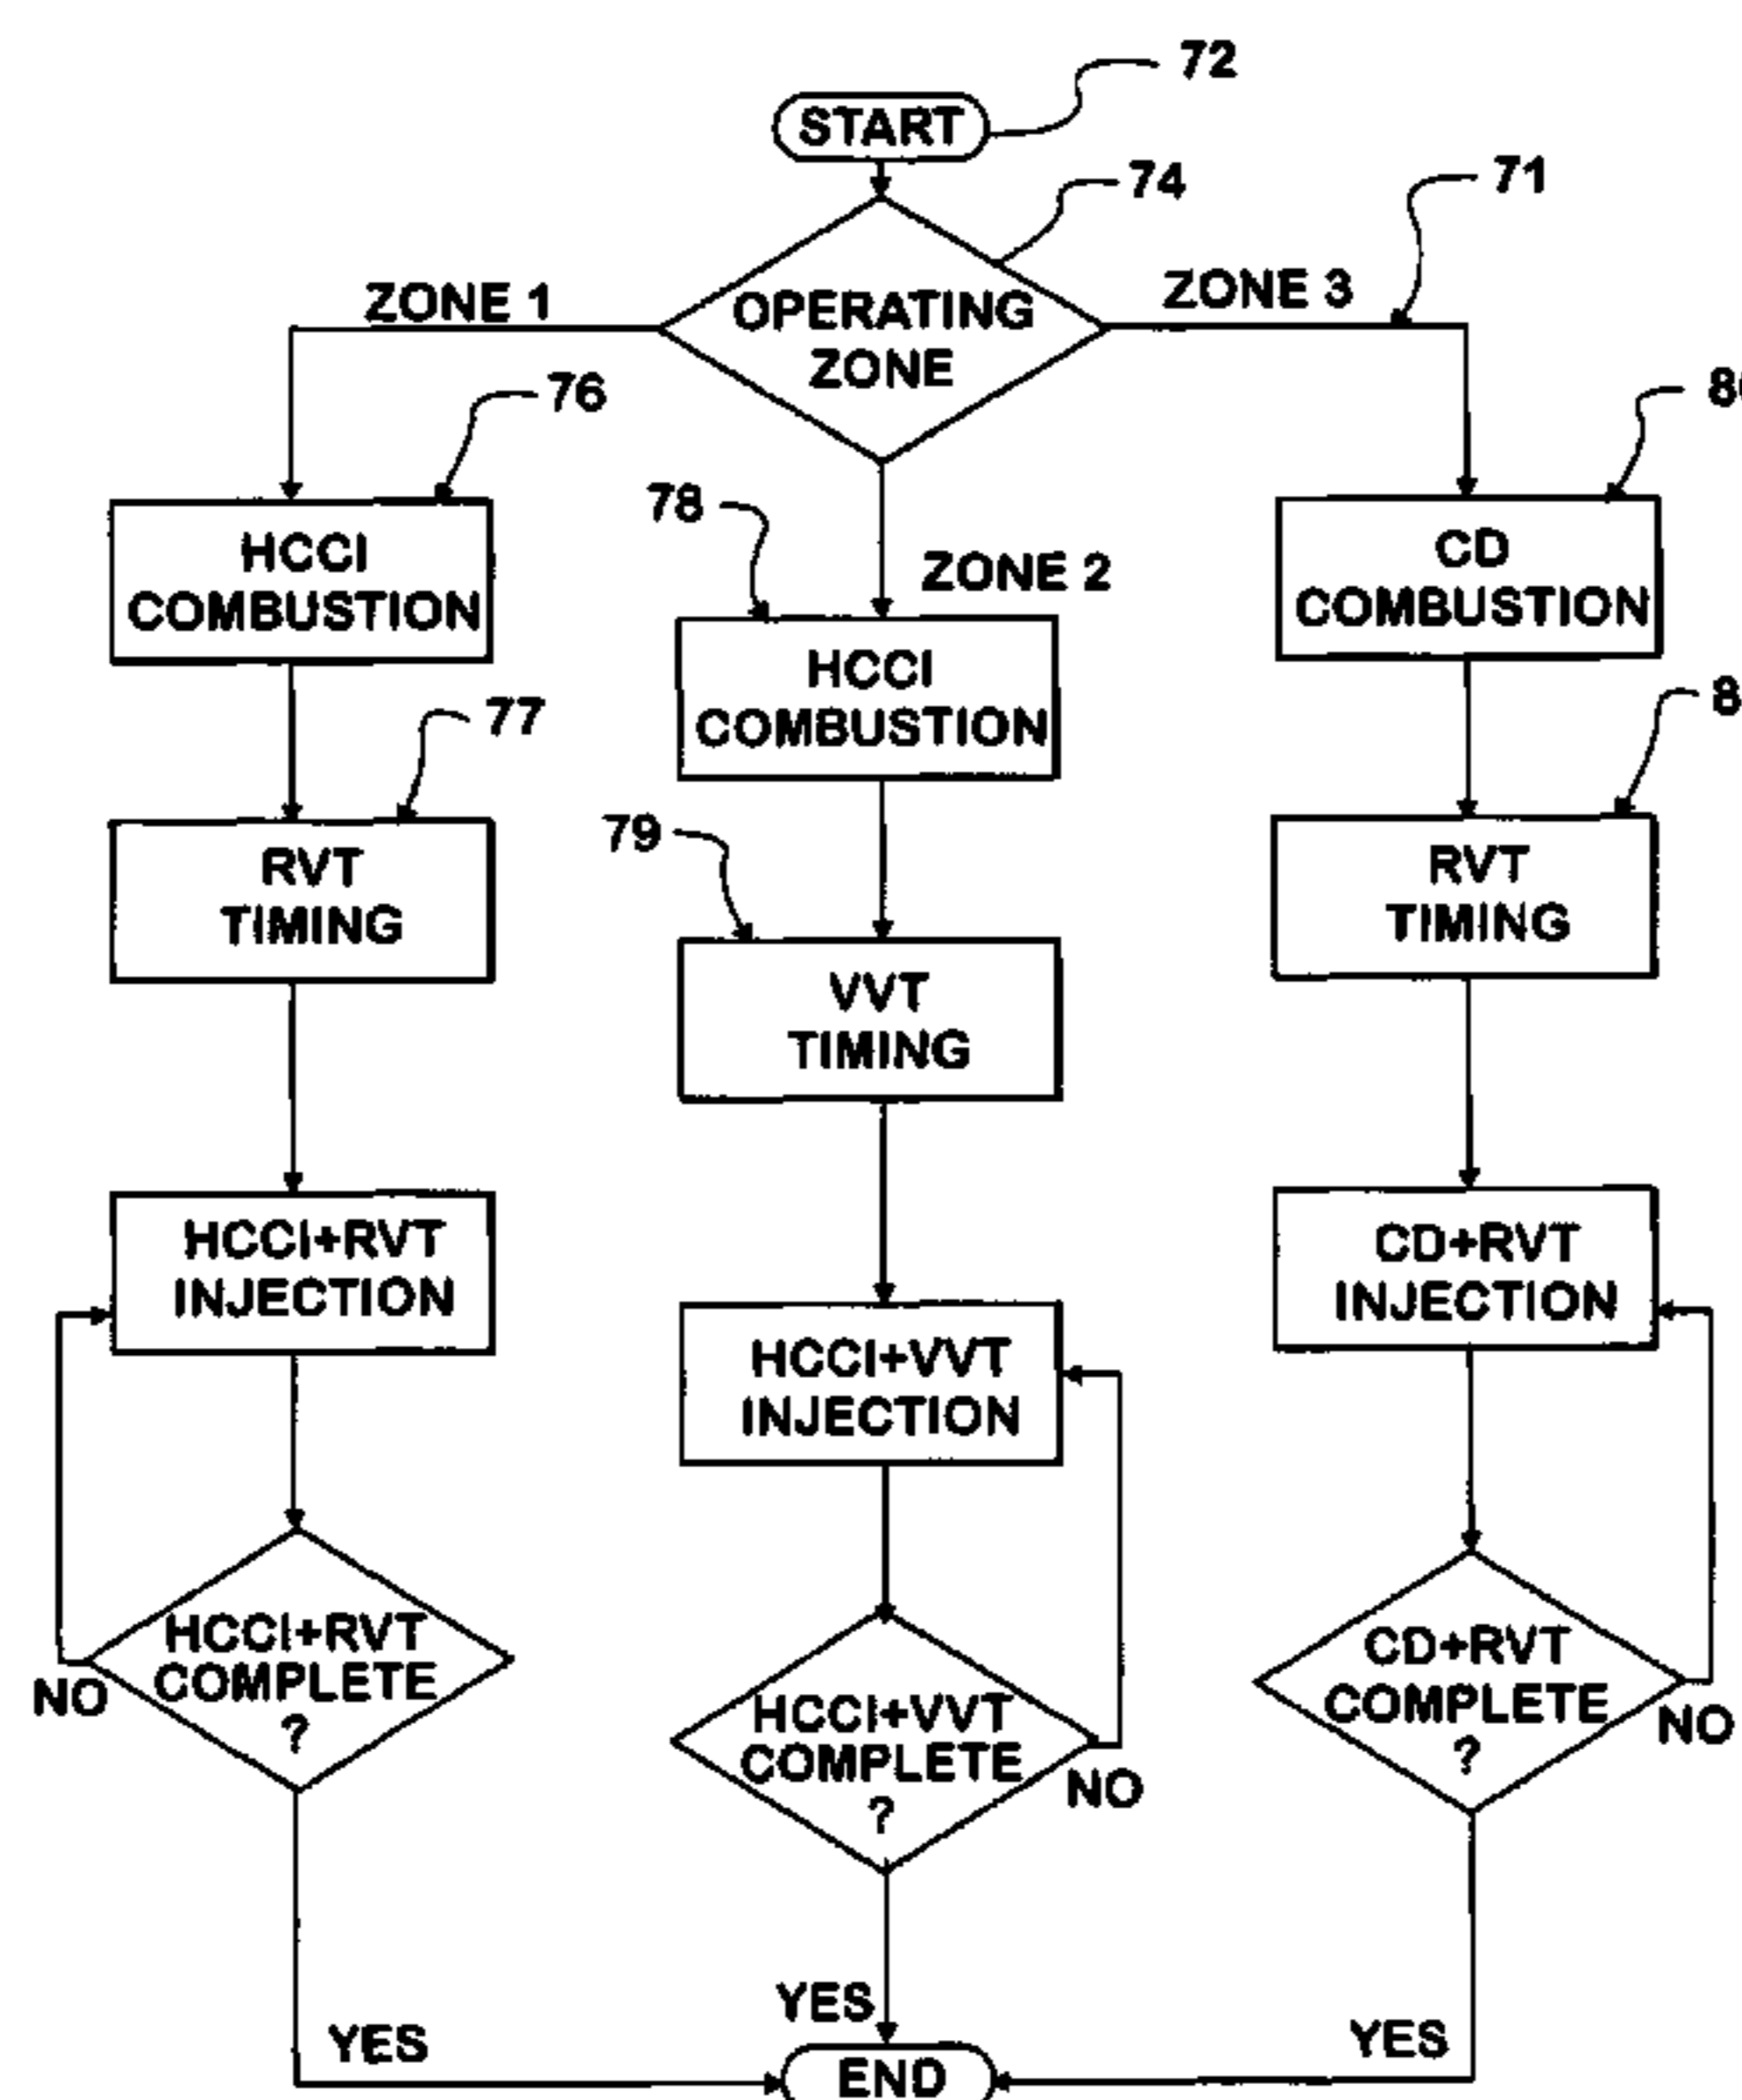 72
START
74
71
ZONE 1
ZONE 3
OPERATING
ZONE
76
78
HCCI
COMBUSTION
ZONE 2
CD
COMBUSTION
HCCI
COMBUSTION
77
79
RVT
TIMING
RVT
TIMING
VVT
TIMING
HCCI+RVT
INJECTION
CD+RVT
INJECTION
HCCI+VVT
INJECTION
HCCI+RVT
COMPLETE
?
NO
HCCI+VVT
COMPLETE
?
NO
CD+RVT
COMPLETE
?
NO
YES
YES
YES
END